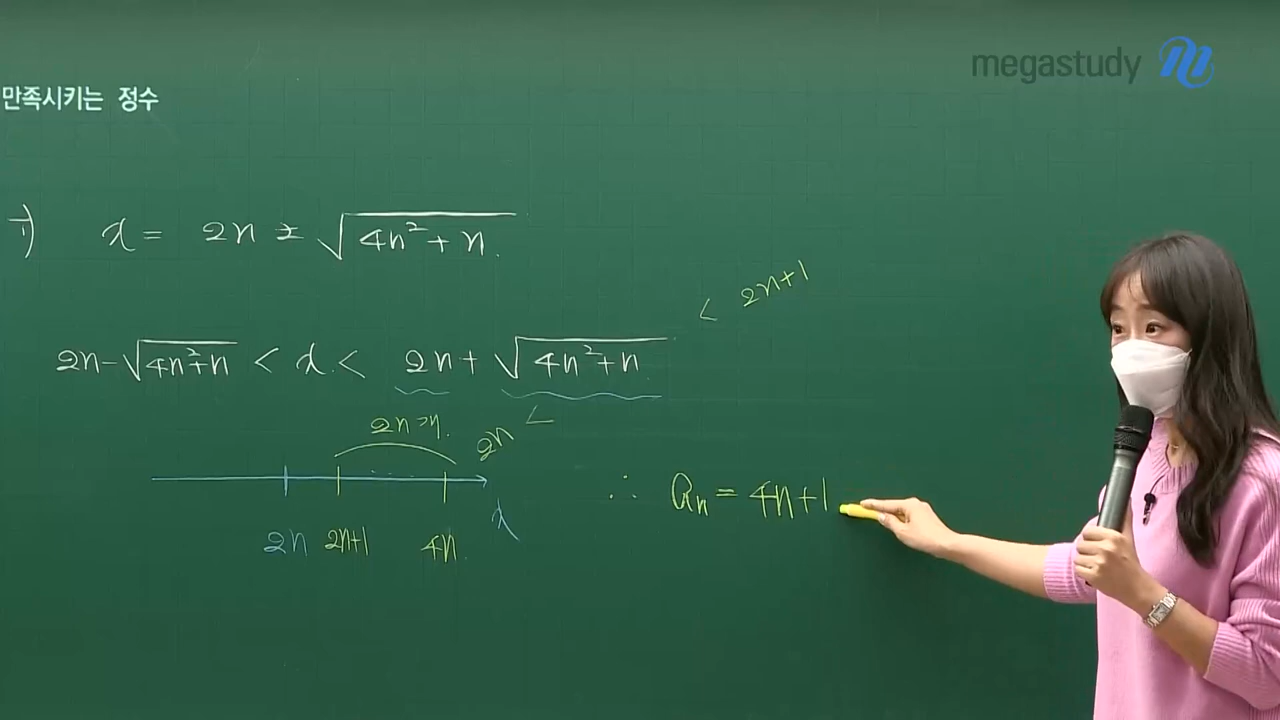 megastudy
만족시키는 정수
i) x = 2n ± √(4n² + n)
< 2n+1
2n-√(4n²+n) < x < 2n + √(4n² + n)
2n < 
2n개.
x
2n 2n+1 4n
∴ aₙ = 4n+1